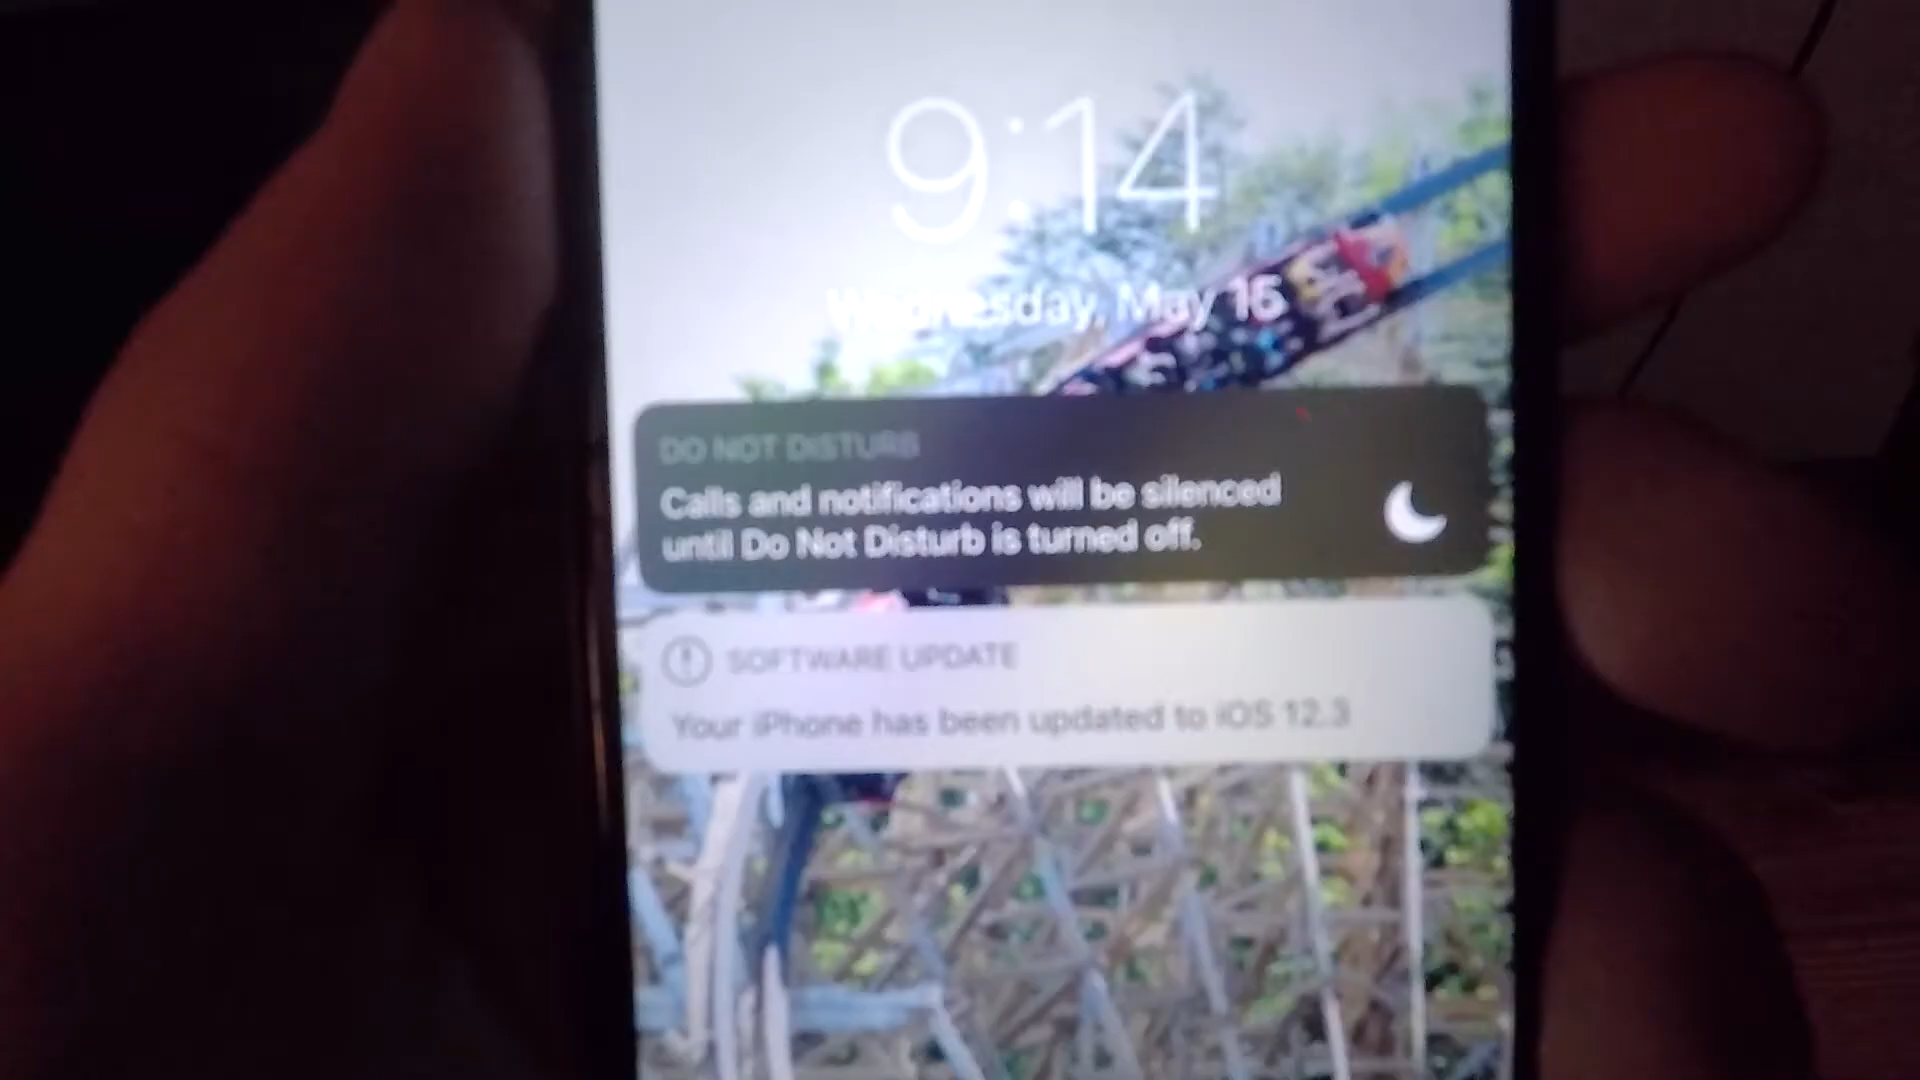 9:14
Wednesday, May 15
DO NOT DISTURB
Calls and notifications will be silenced
until Do Not Disturb is turned off.
SOFTWARE UPDATE
Your iPhone has been updated to iOS 12.3